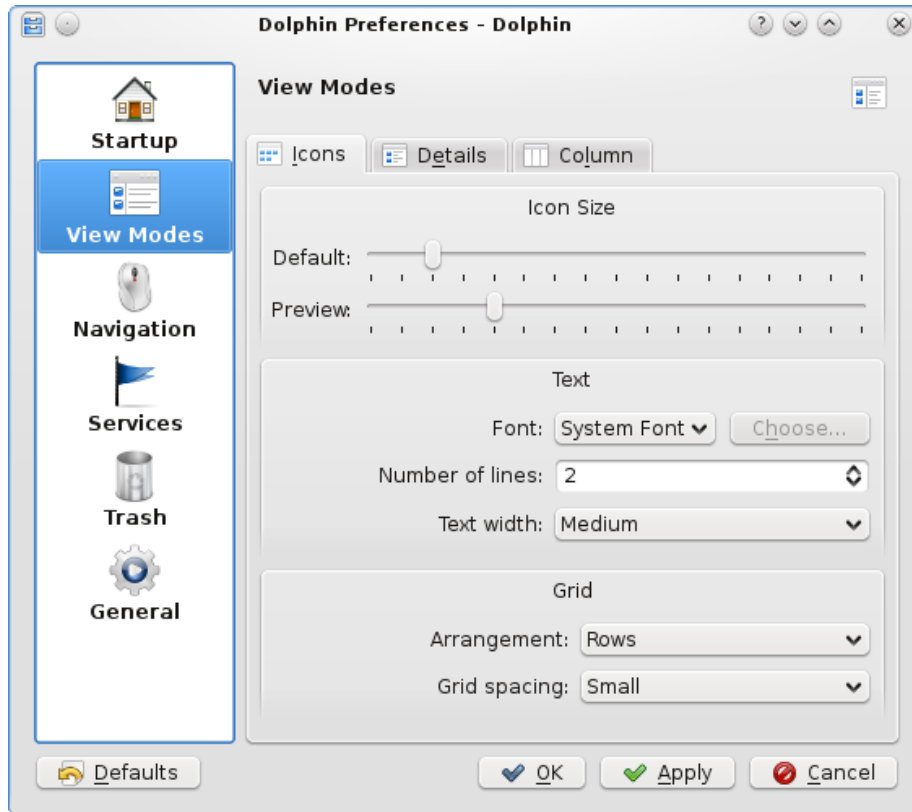 Dolphin Preferences - Dolphin
Startup
View Modes
Navigation
Services
Trash
General
View Modes
Icons Details Column
Icon Size
Default:
Preview:
Text
Font: System Font Choose...
Number of lines: 2
Text width: Medium
Grid
Arrangement: Rows
Grid spacing: Small
Defaults OK Apply Cancel